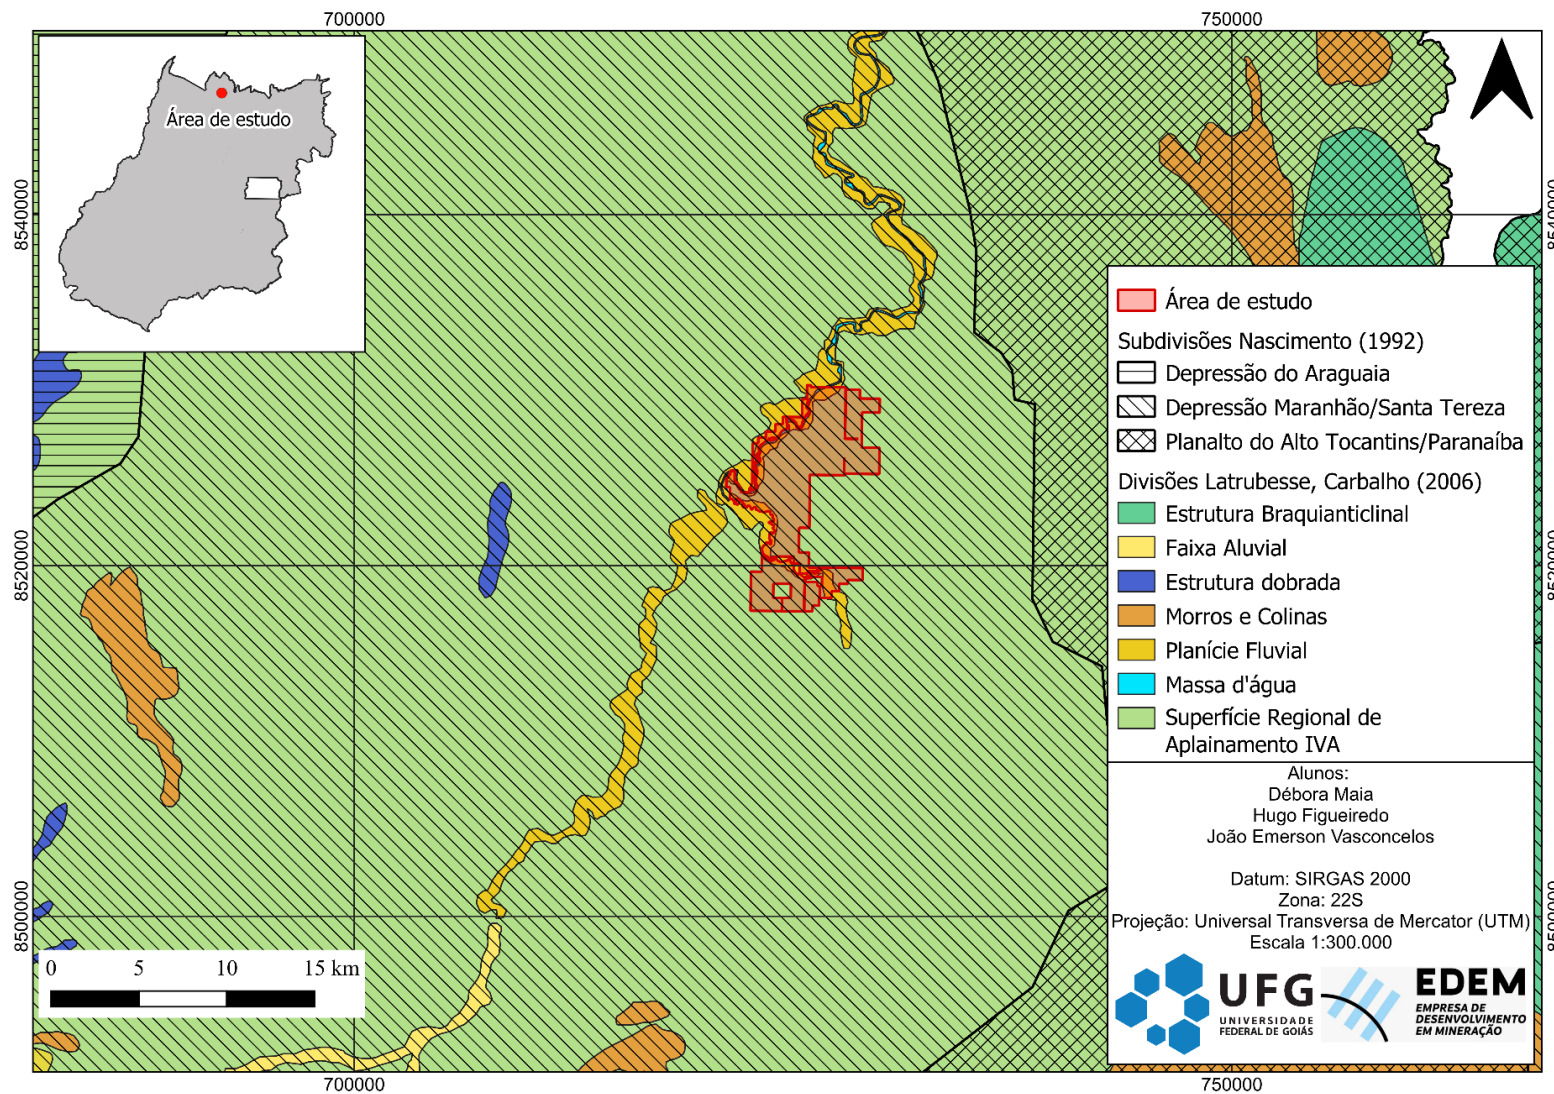 700000
750000
Área de estudo
8540000
8540000
Área de estudo
Subdivisões Nascimento (1992)
Depressão do Araguaia
Depressão Maranhão/Santa Tereza
Planalto do Alto Tocantins/Paranaíba
Divisões Latrubesse, Carbalho (2006)
Estrutura Braquianticlinal
Faixa Aluvial
Estrutura dobrada
Morros e Colinas
Planície Fluvial
Massa d'água
Superfície Regional de
Aplainamento IVA
8520000
8520000
Alunos:
Débora Maia
Hugo Figueiredo
João Emerson Vasconcelos
Datum: SIRGAS 2000
Zona: 22S
Projeção: Universal Transversa de Mercator (UTM)
Escala 1:300.000
8500000
8500000
0 5 10 15 km
UFG
UNIVERSIDADE
FEDERAL DE GOIÁS
EDEM
EMPRESA DE
DESENVOLVIMENTO
EM MINERAÇÃO
700000
750000